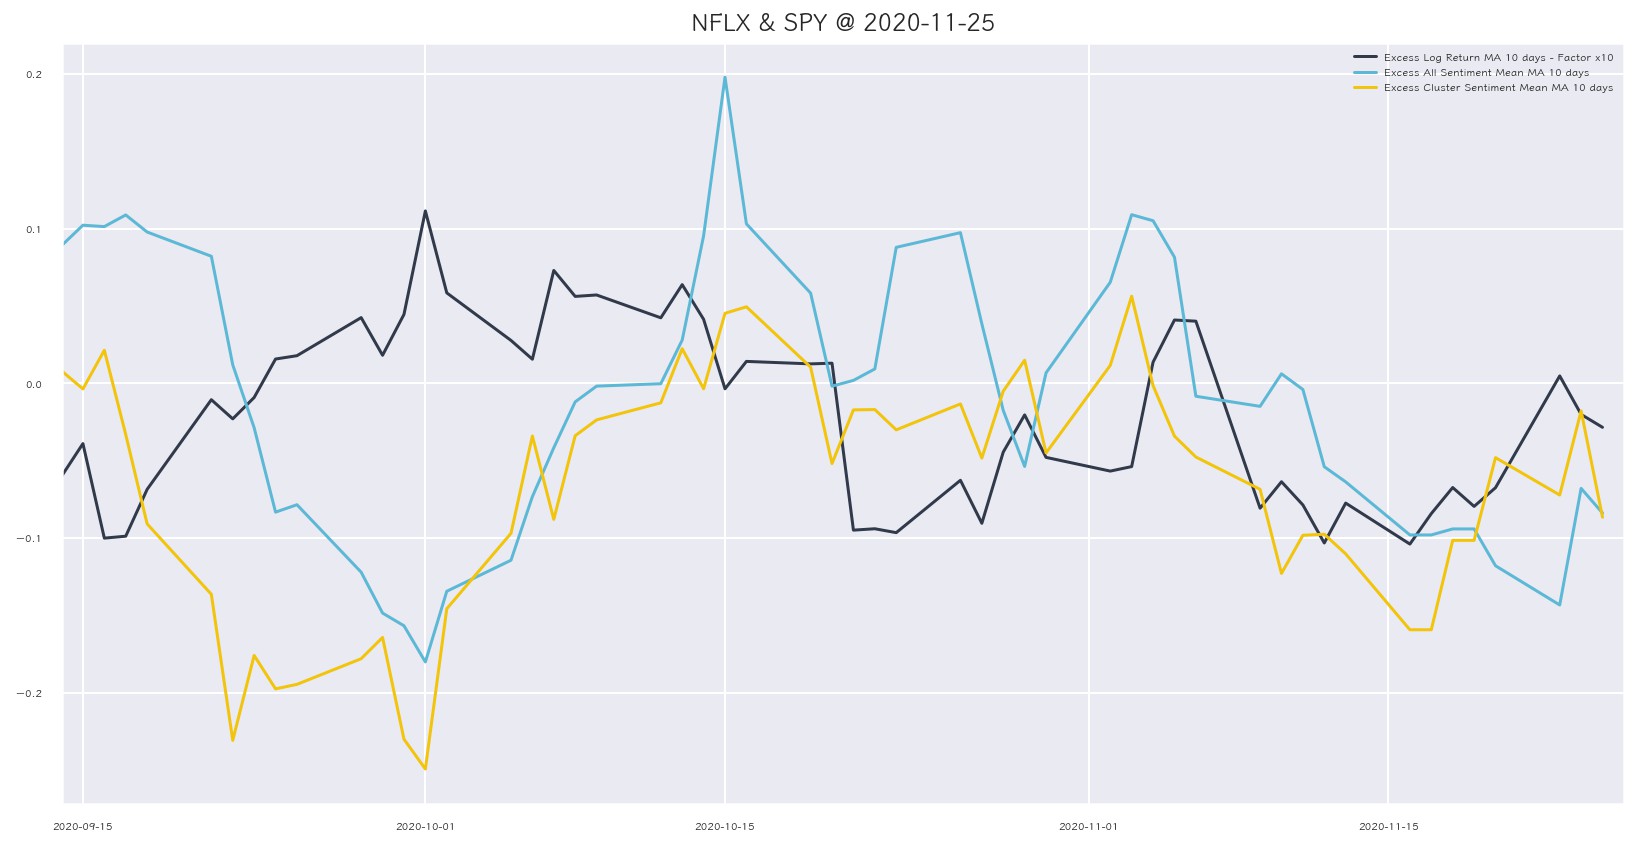 NFLX & SPY @ 2020-11-25
Excess Log Return MA 10 days - Factor x10
Excess All Sentiment Mean MA 10 days
Excess Cluster Sentiment Mean MA 10 days
0.2
0.1
0.0
−0.1
−0.2
2020-09-15
2020-10-01
2020-10-15
2020-11-01
2020-11-15